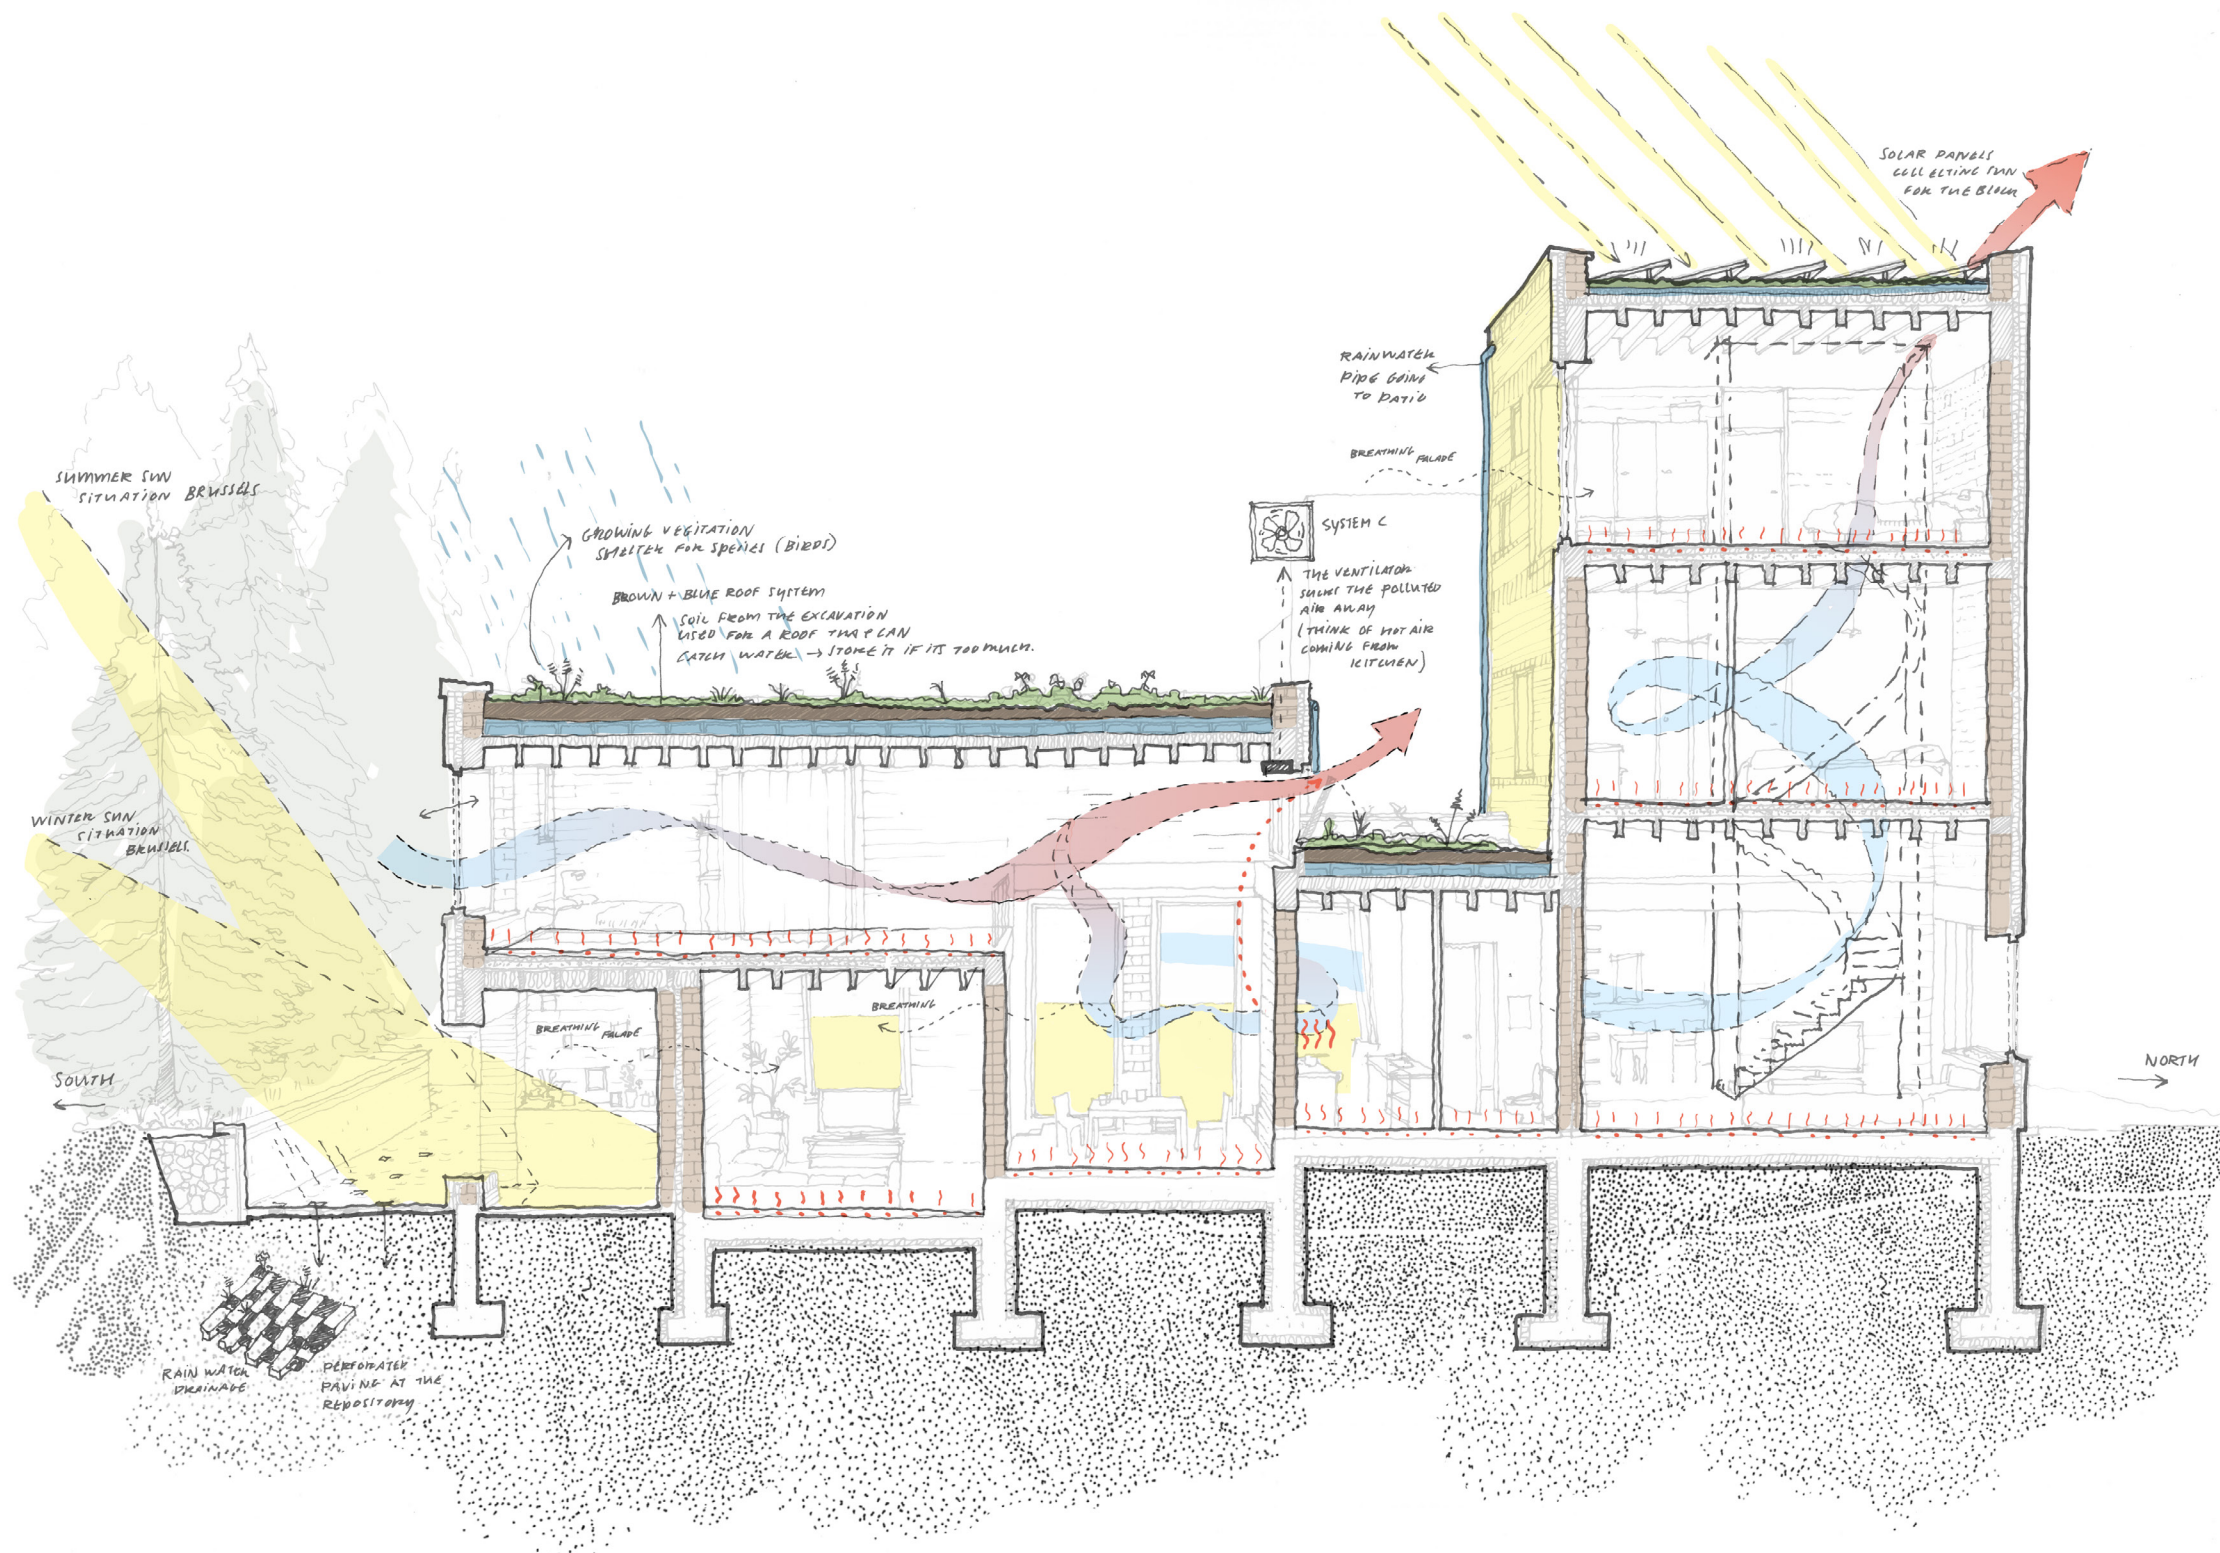 SOLAR PANELS
COLLECTING SUN
FOR THE BLOCK
RAINWATER
PIPE GOING
TO PATIO
BREATHING FALADE
SUMMER SUN
SITUATION BRUSSELS
GROWING VEGITATION
SHELTER FOR SPECIES (BIRDS)
SYSTEM C
THE VENTILATOR
SUCKS THE POLLUTED
AIR AWAY
(THINK OF HOT AIR
COMING FROM
KITCHEN)
BROWN + BLUE ROOF SYSTEM
SOIL FROM THE EXCAVATION
USED FOR A ROOF THAT CAN
CATCH WATER → STORE IT IF ITS TOO MUCH.
WINTER SUN
SITUATION
BRUSSELS
BREATHING
BREATHING
FALADE
SOUTH
NORTH
RAIN WATER
DRAINAGE
PERFORATED
PAVING AT THE
REPOSITORY